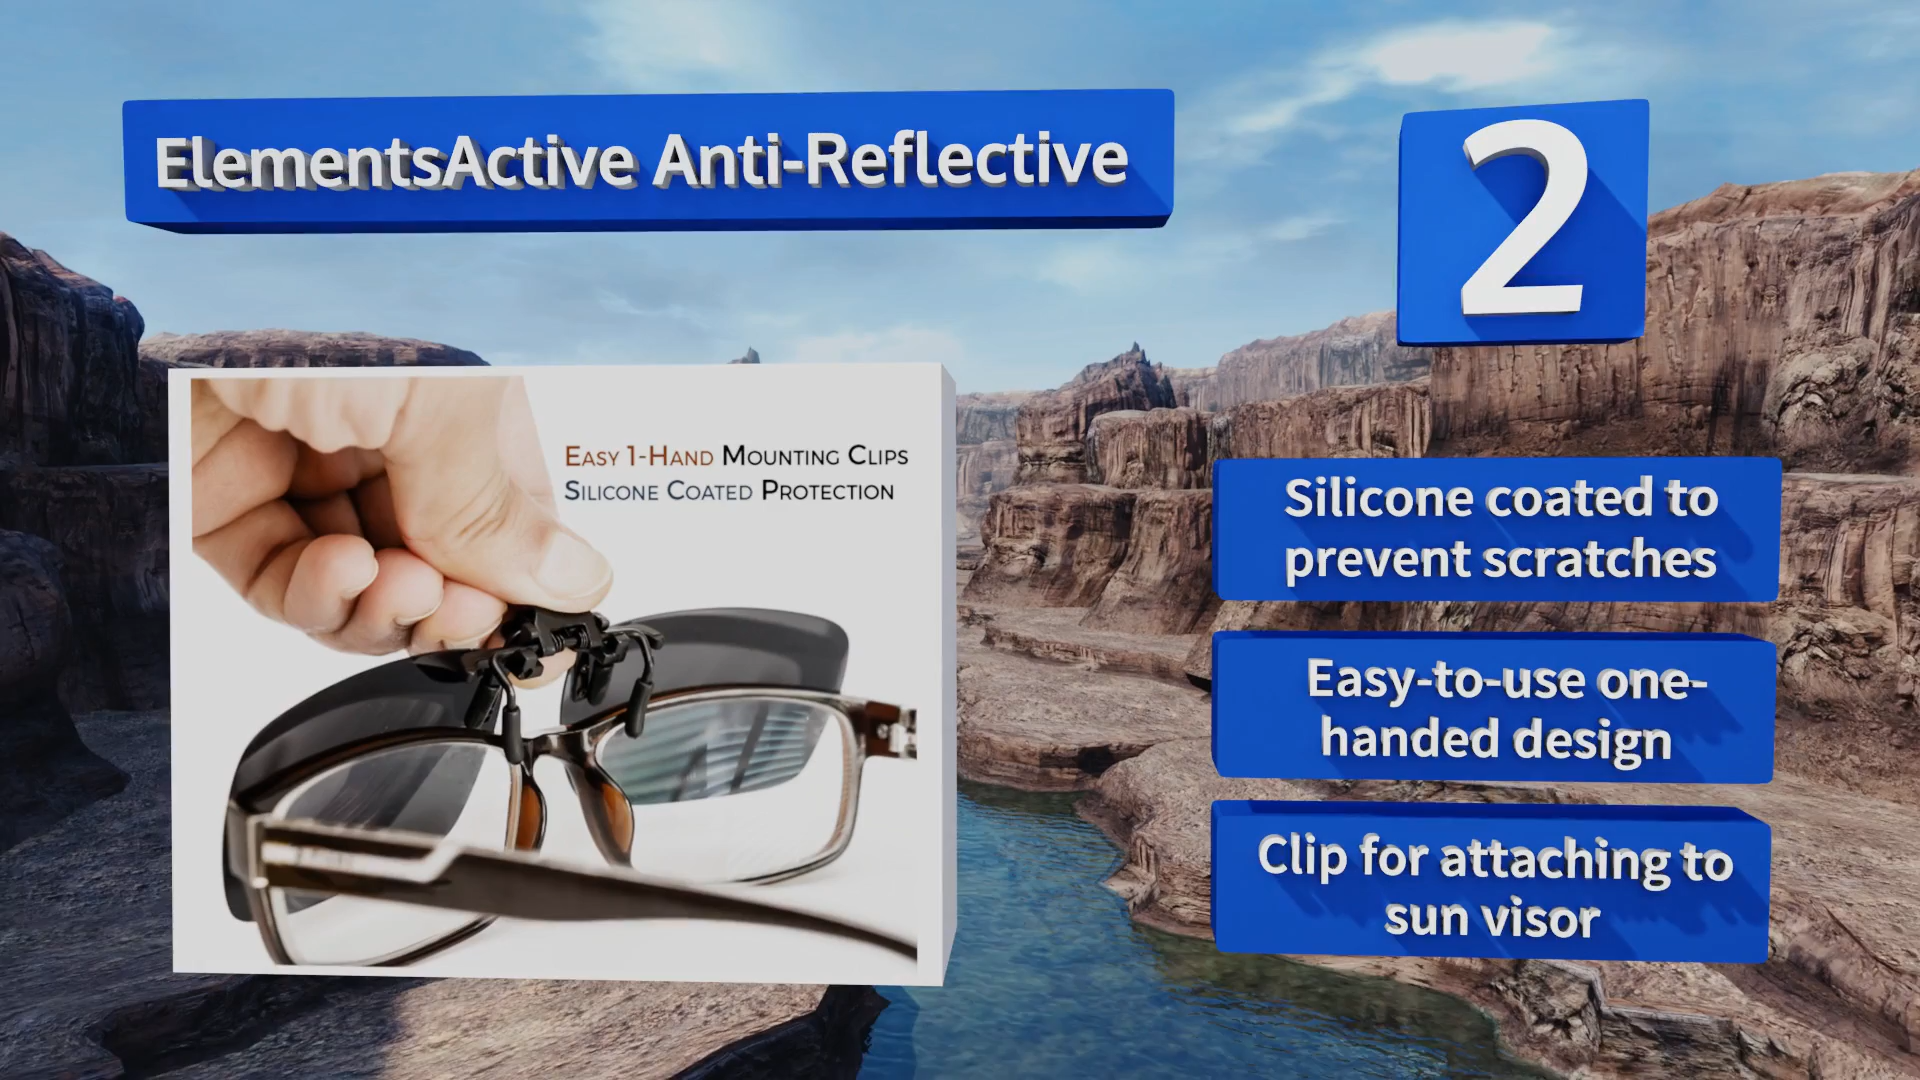 ElementsActive Anti-Reflective
2
Easy 1-Hand Mounting Clips
Silicone Coated Protection
Silicone coated to
prevent scratches
Easy-to-use one-
handed design
Clip for attaching to
sun visor